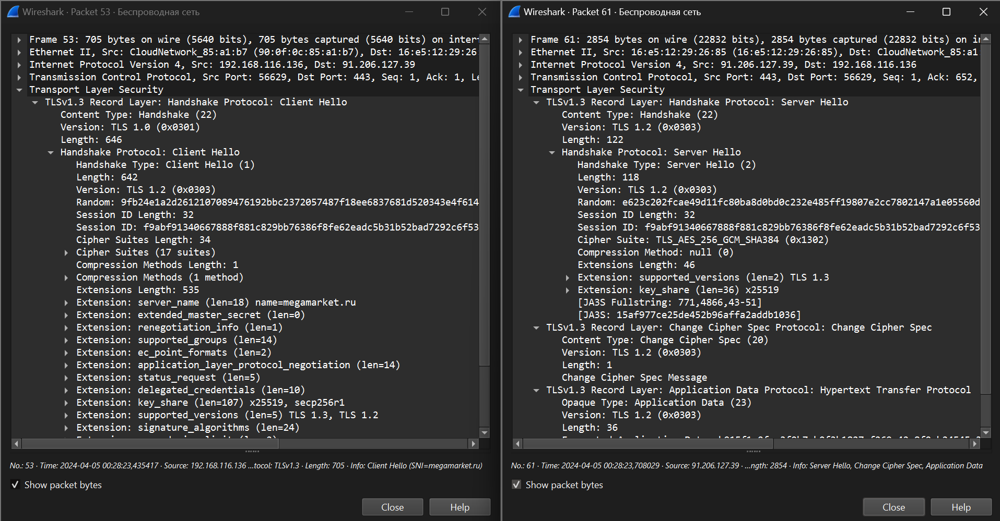 Wireshark · Packet 53 · Беспроводная сеть
Frame 53: 705 bytes on wire (5640 bits), 705 bytes captured (5640 bits) on inter
Ethernet II, Src: CloudNetwork_85:a1:b7 (90:0f:0c:85:a1:b7), Dst: 16:e5:12:29:26
Internet Protocol Version 4, Src: 192.168.116.136, Dst: 91.206.127.39
Transmission Control Protocol, Src Port: 56629, Dst Port: 443, Seq: 1, Ack: 1, Le
Transport Layer Security
TLSv1.3 Record Layer: Handshake Protocol: Client Hello
Content Type: Handshake (22)
Version: TLS 1.0 (0x0301)
Length: 646
Handshake Protocol: Client Hello
Handshake Type: Client Hello (1)
Length: 642
Version: TLS 1.2 (0x0303)
Random: 9fb24e1a2d2612107089476192bbc2372057487f18ee6837681d520343e4f614
Session ID Length: 32
Session ID: f9abf91340667888f881c829bb76386f8fe62eadc5b31b52bad7292c6f53
Cipher Suites Length: 34
Cipher Suites (17 suites)
Compression Methods Length: 1
Compression Methods (1 method)
Extensions Length: 535
Extension: server_name (len=18) name=megamarket.ru
Extension: extended_master_secret (len=0)
Extension: renegotiation_info (len=1)
Extension: supported_groups (len=14)
Extension: ec_point_formats (len=2)
Extension: application_layer_protocol_negotiation (len=14)
Extension: status_request (len=5)
Extension: delegated_credentials (len=10)
Extension: key_share (len=107) x25519, secp256r1
Extension: supported_versions (len=5) TLS 1.3, TLS 1.2
Extension: signature_algorithms (len=24)
No.: 53 · Time: 2024-04-05 00:28:23,435417 · Source: 192.168.116.136 ...tocol: TLSv1.3 · Length: 705 · Info: Client Hello (SNI=megamarket.ru)
Show packet bytes
Close
Help
Wireshark · Packet 61 · Беспроводная сеть
Frame 61: 2854 bytes on wire (22832 bits), 2854 bytes captured (22832 bits) on i
Ethernet II, Src: 16:e5:12:29:26:85 (16:e5:12:29:26:85), Dst: CloudNetwork_85:a1:
Internet Protocol Version 4, Src: 91.206.127.39, Dst: 192.168.116.136
Transmission Control Protocol, Src Port: 443, Dst Port: 56629, Seq: 1, Ack: 652,
Transport Layer Security
TLSv1.3 Record Layer: Handshake Protocol: Server Hello
Content Type: Handshake (22)
Version: TLS 1.2 (0x0303)
Length: 122
Handshake Protocol: Server Hello
Handshake Type: Server Hello (2)
Length: 118
Version: TLS 1.2 (0x0303)
Random: e623c202fcae49d11fc80ba8d0bd0c232e485ff19807e2cc7802147a1e05560d
Session ID Length: 32
Session ID: f9abf91340667888f881c829bb76386f8fe62eadc5b31b52bad7292c6f53
Cipher Suite: TLS_AES_256_GCM_SHA384 (0x1302)
Compression Method: null (0)
Extensions Length: 46
Extension: supported_versions (len=2) TLS 1.3
Extension: key_share (len=36) x25519
[JA3S Fullstring: 771,4866,43-51]
[JA3S: 15af977ce25de452b96affa2addb1036]
TLSv1.3 Record Layer: Change Cipher Spec Protocol: Change Cipher Spec
Content Type: Change Cipher Spec (20)
Version: TLS 1.2 (0x0303)
Length: 1
Change Cipher Spec Message
TLSv1.3 Record Layer: Application Data Protocol: Hypertext Transfer Protocol
Opaque Type: Application Data (23)
Version: TLS 1.2 (0x0303)
Length: 36
No.: 61 · Time: 2024-04-05 00:28:23,708029 · Source: 91.206.127.39 · ...ngth: 2854 · Info: Server Hello, Change Cipher Spec, Application Data
Show packet bytes
Close
Help